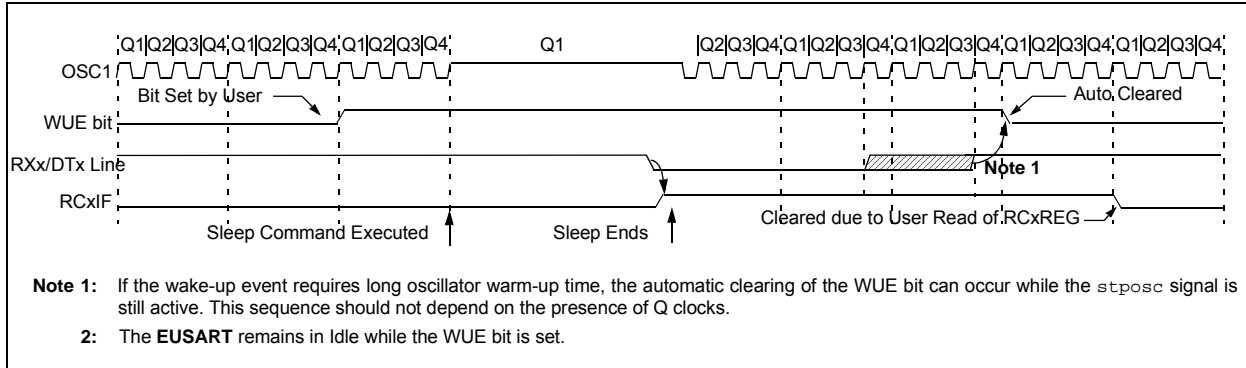 Q1|Q2|Q3|Q4|Q1|Q2|Q3|Q4|Q1|Q2|Q3|Q4 Q1 Q2|Q3|Q4|Q1|Q2|Q3|Q4|Q1|Q2|Q3|Q4|Q1|Q2|Q3|Q4|Q1|Q2|Q3|Q4
OSC1
Bit Set by User
Auto Cleared
WUE bit
RXx/DTx Line
Note 1
RCxIF
Cleared due to User Read of RCxREG
Sleep Command Executed
Sleep Ends
Note 1: If the wake-up event requires long oscillator warm-up time, the automatic clearing of the WUE bit can occur while the stposc signal is
still active. This sequence should not depend on the presence of Q clocks.
2: The EUSART remains in Idle while the WUE bit is set.